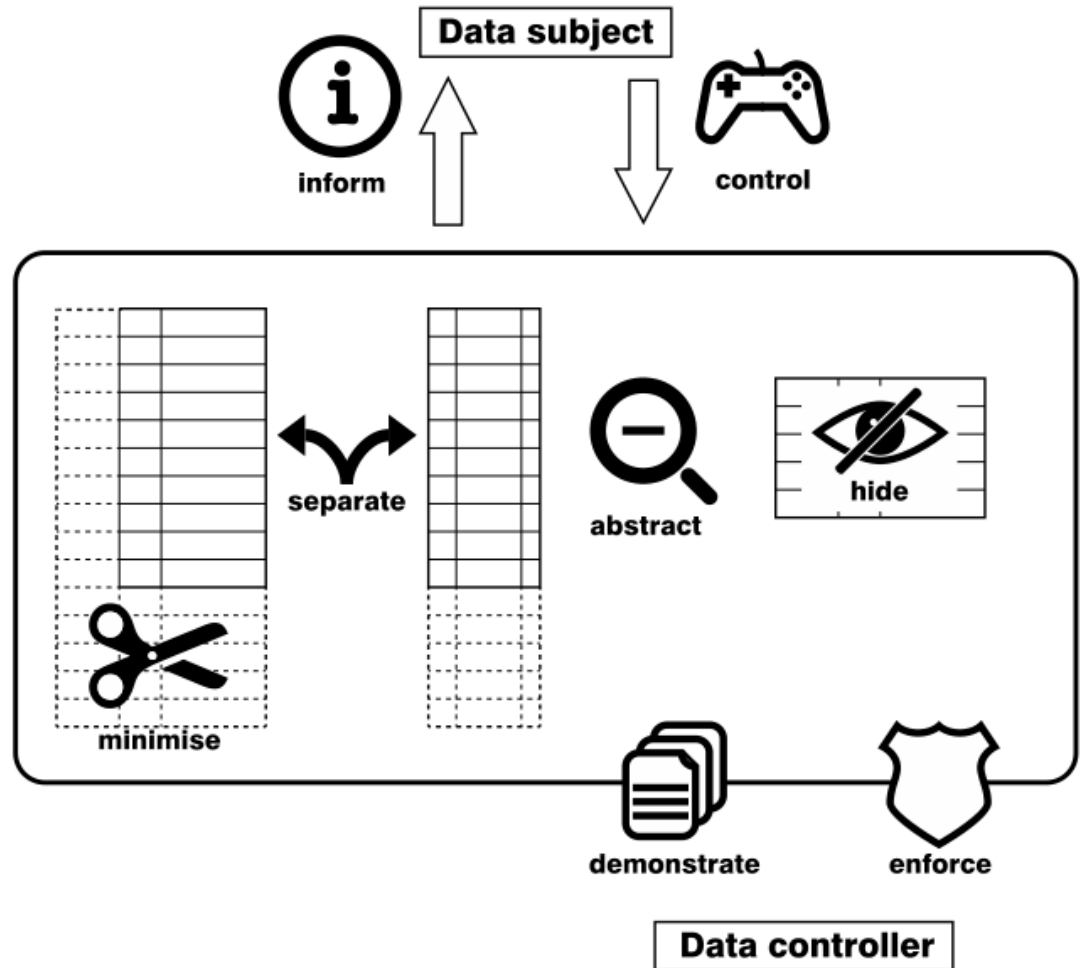 Data subject
inform
control
separate
hide
abstract
minimise
demonstrate
enforce
Data controller